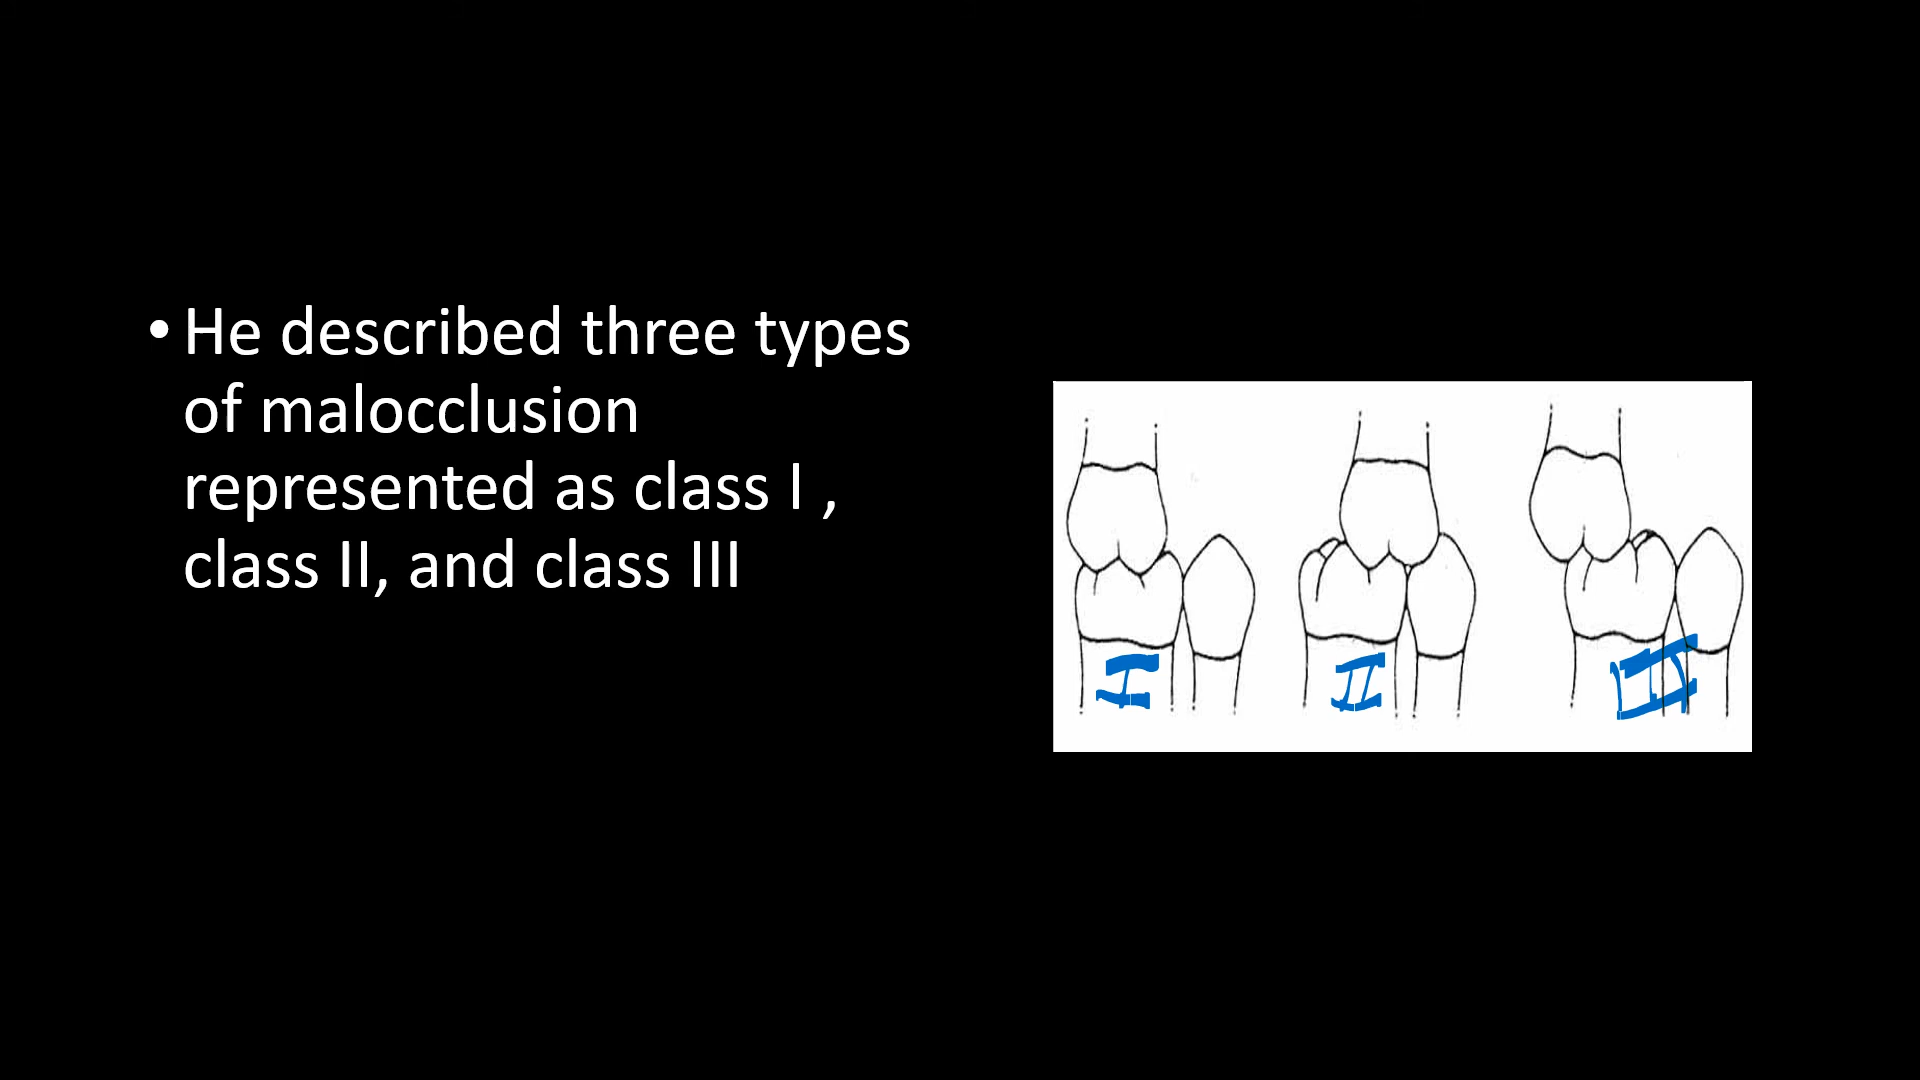 • He described three types
of malocclusion
represented as class I ,
class II, and class III
I II III